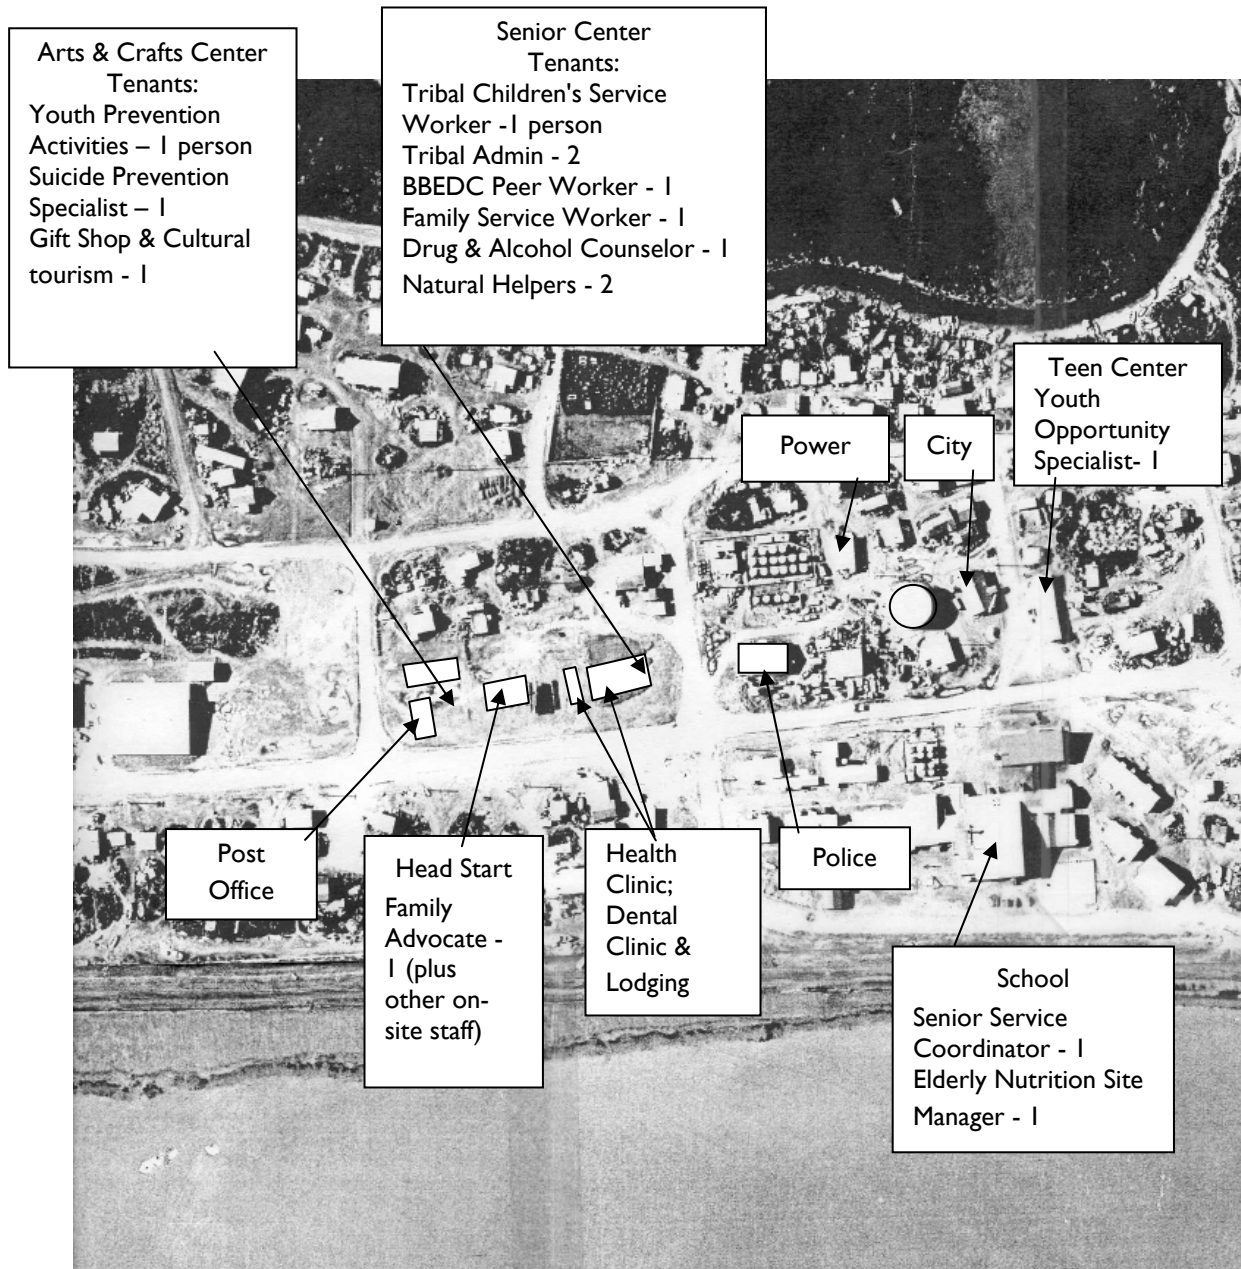 Arts & Crafts Center
Tenants:
Youth Prevention
Activities – 1 person
Suicide Prevention
Specialist – 1
Gift Shop & Cultural
tourism - 1
Senior Center
Tenants:
Tribal Children's Service
Worker -1 person
Tribal Admin - 2
BBEDC Peer Worker - 1
Family Service Worker - 1
Drug & Alcohol Counselor - 1
Natural Helpers - 2
Teen Center
Youth
Opportunity
Specialist- 1
Power
City
Post
Office
Head Start
Family
Advocate -
1 (plus
other on-
site staff)
Health
Clinic;
Dental
Clinic &
Lodging
Police
School
Senior Service
Coordinator - 1
Elderly Nutrition Site
Manager - 1